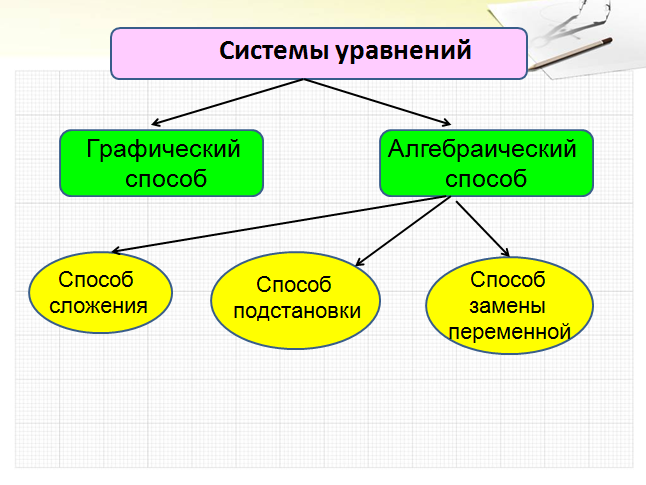 Системы уравнений
Графический
способ
Алгебраический
способ
Способ
сложения
Способ
подстановки
Способ
замены
переменной